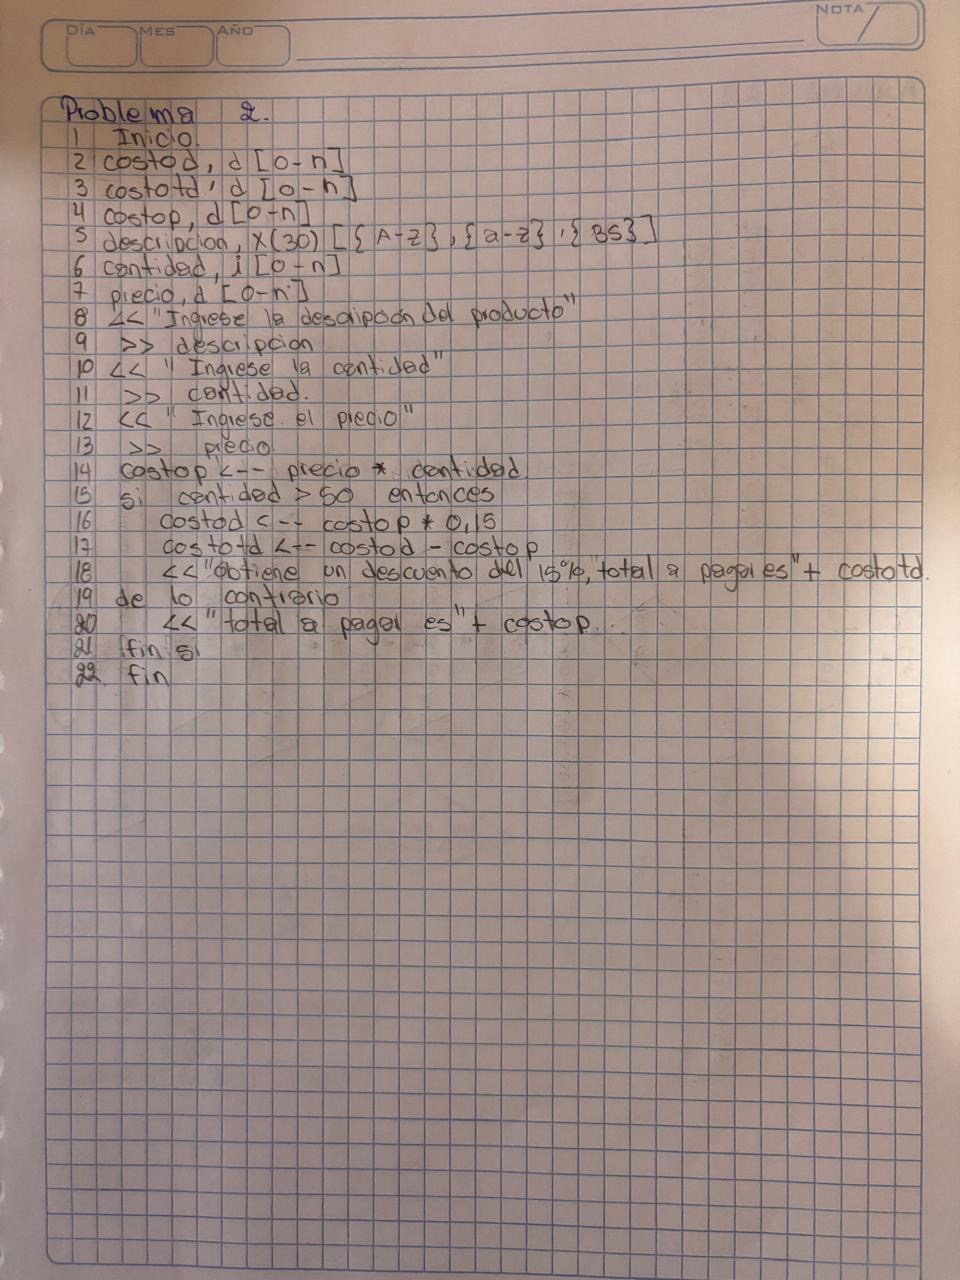 DÍA MES AÑO NOTA
Problema 2.
1 Inicio.
2 costod, d [0-n]
3 costotd, d [0-n]
4 costop, d [0-n]
5 descripcion, X(30) [{A-Z},{a-z},{BS}]
6 cantidad, i [0-n]
7 precio, d [0-n]
8 << "Ingrese la descripcion del producto"
9 >> descripcion
10 << "Ingrese la cantidad"
11 >> cantidad.
12 << "Ingrese el precio"
13 >> precio
14 costop <-- precio * cantidad
15 si cantidad > 50 entonces
16 costod <-- costop * 0,15
17 costotd <-- costod - costop
18 << "obtiene un descuento del 15%, total a pagar es" + costotd.
19 de lo contrario
20 << "total a pagar es" + costop.
21 fin si
22 fin